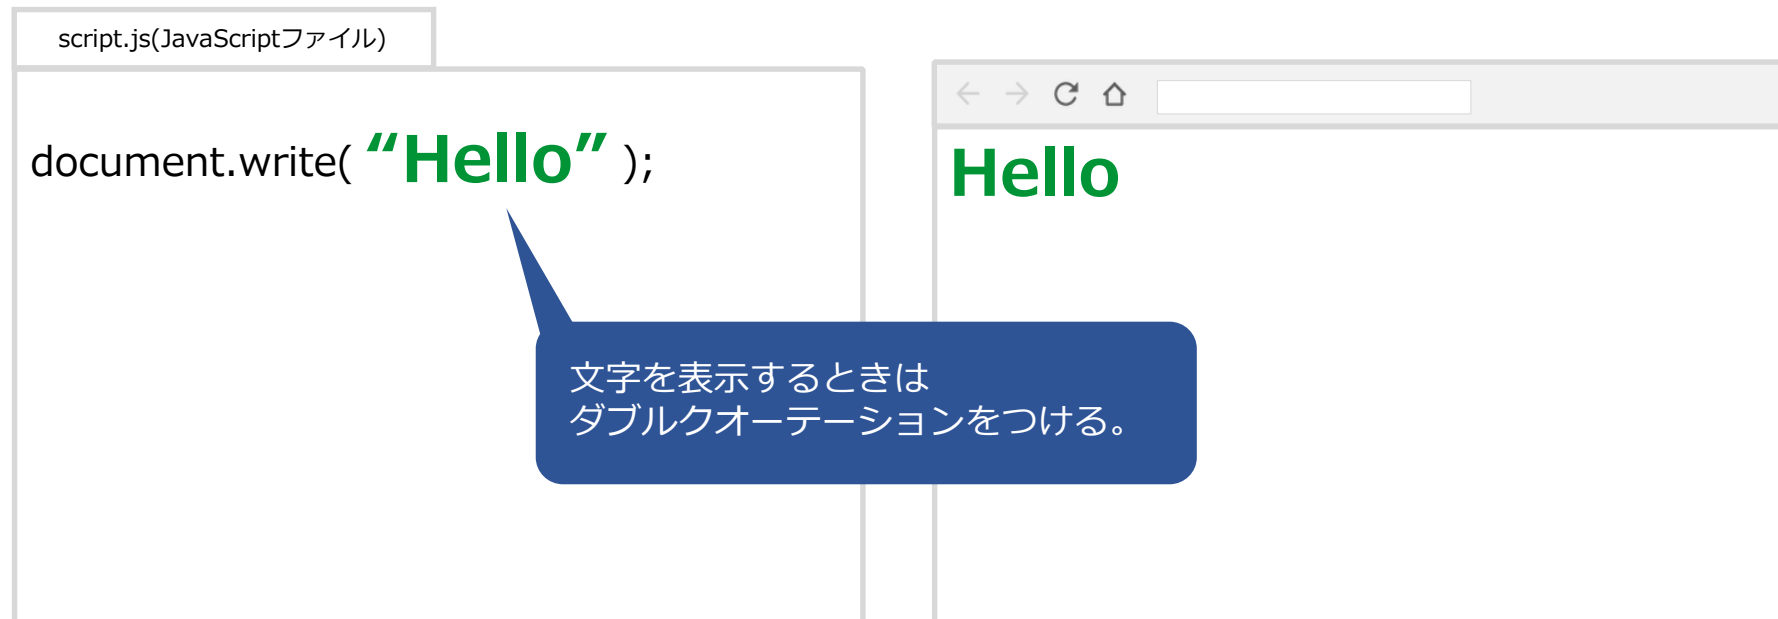 script.js(JavaScriptファイル)
document.write( “Hello” );
Hello
文字を表示するときは
ダブルクオーテーションをつける。